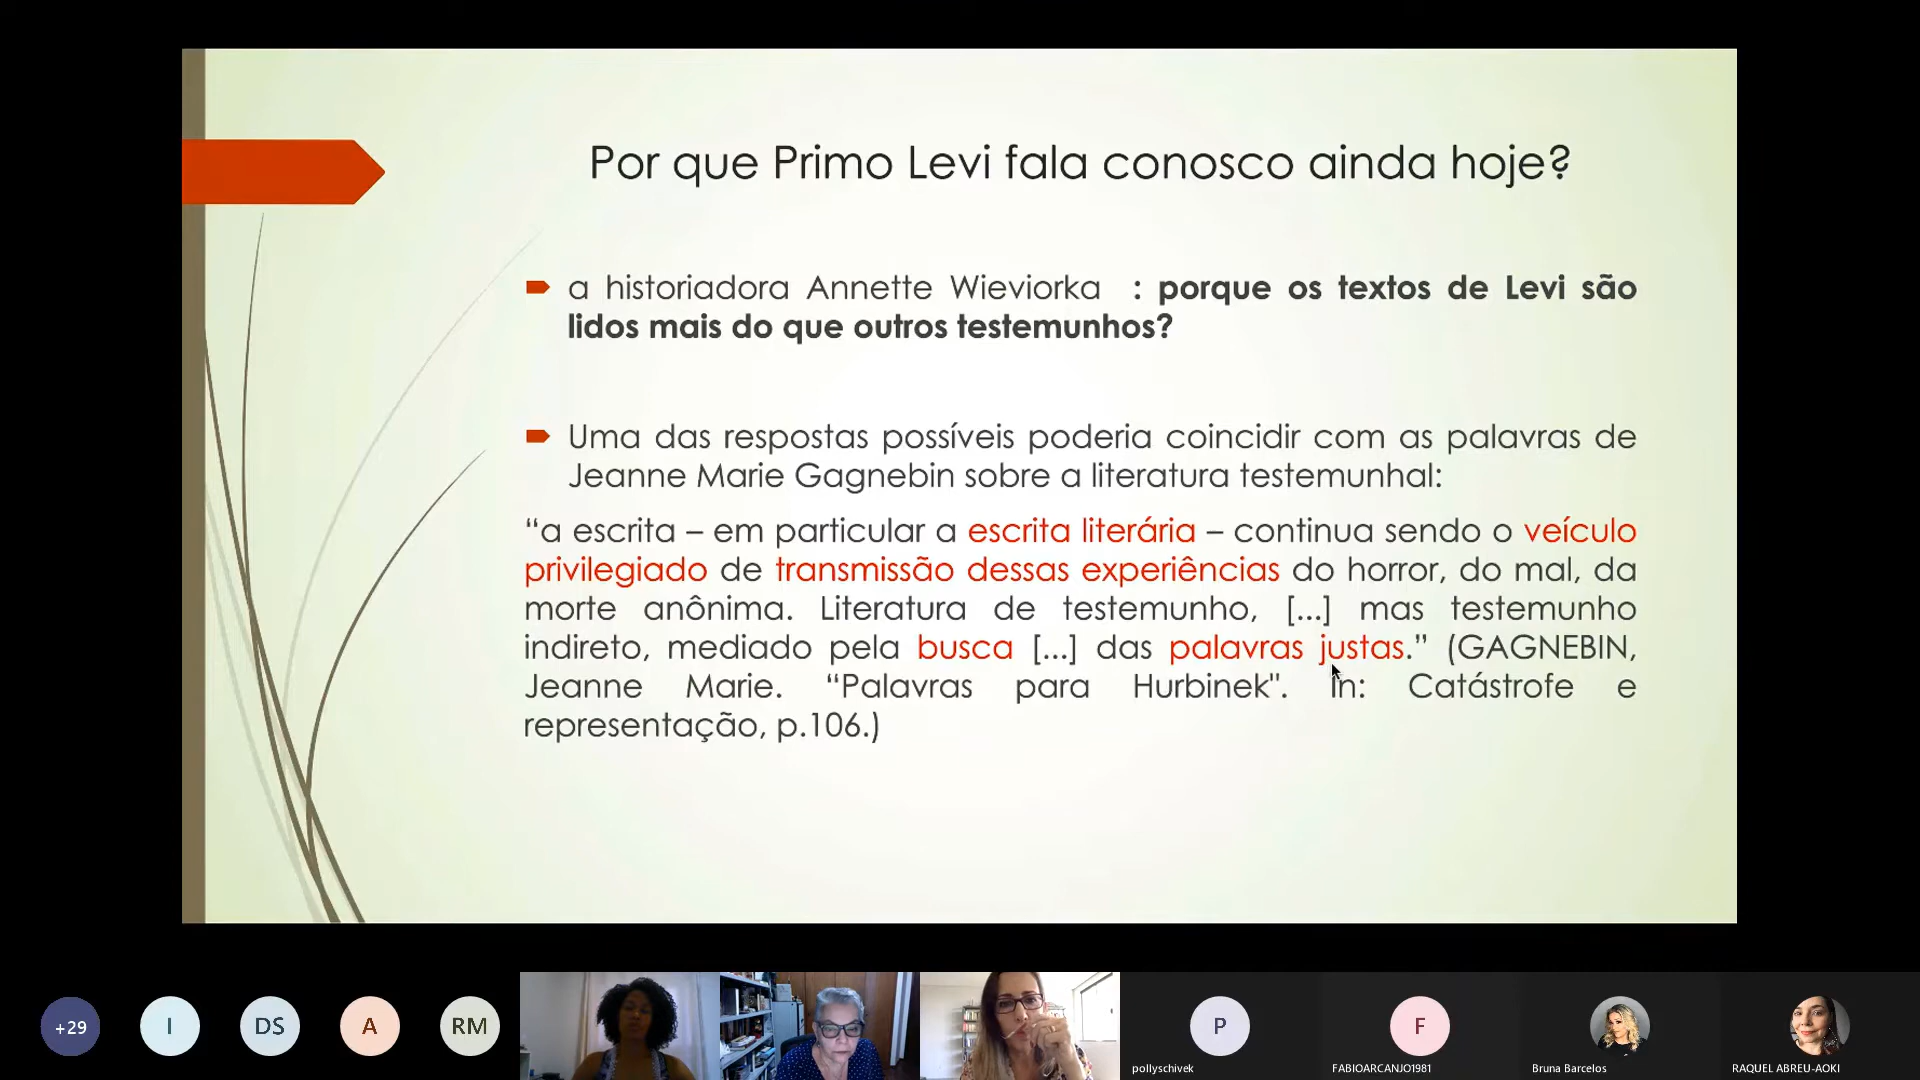 Por que Primo Levi fala conosco ainda hoje?
a historiadora Annette Wieviorka : porque os textos de Levi são
lidos mais do que outros testemunhos?
Uma das respostas possíveis poderia coincidir com as palavras de
Jeanne Marie Gagnebin sobre a literatura testemunhal:
“a escrita – em particular a escrita literária – continua sendo o veículo
privilegiado de transmissão dessas experiências do horror, do mal, da
morte anônima. Literatura de testemunho, [...] mas testemunho
indireto, mediado pela busca [...] das palavras justas.” (GAGNEBIN,
Jeanne Marie. “Palavras para Hurbinek". In: Catástrofe e
representação, p.106.)
+29 I DS A RM P F
pollyschivek FABIOARCANJO1981 Bruna Barcelos RAQUEL ABREU-AOKI